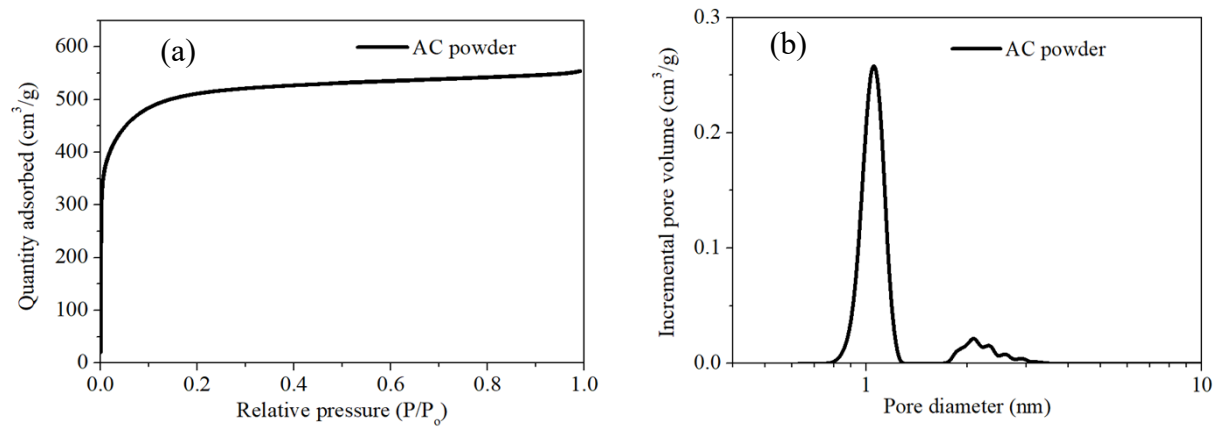 (a)
AC powder
Quantity adsorbed (cm³/g)
600
500
400
300
200
100
0
0.0 0.2 0.4 0.6 0.8 1.0
Relative pressure (P/Pₒ)
(b)
AC powder
Incremental pore volume (cm³/g)
0.3
0.2
0.1
0.0
1 10
Pore diameter (nm)